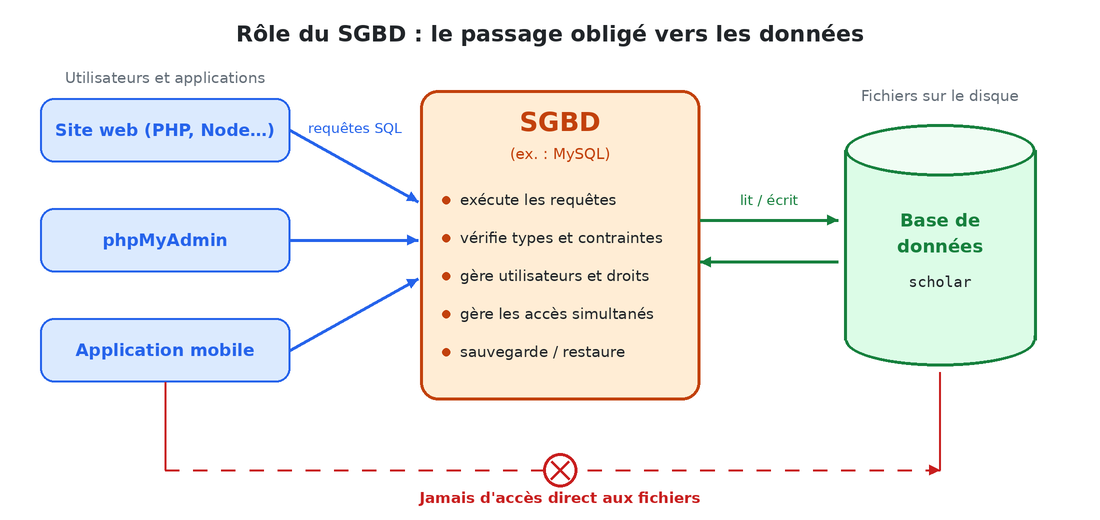 Rôle du SGBD : le passage obligé vers les données
Utilisateurs et applications
Site web (PHP, Node…)
phpMyAdmin
Application mobile
requêtes SQL
SGBD
(ex. : MySQL)
exécute les requêtes
vérifie types et contraintes
gère utilisateurs et droits
gère les accès simultanés
sauvegarde / restaure
lit / écrit
Fichiers sur le disque
Base de
données
scholar
Jamais d'accès direct aux fichiers